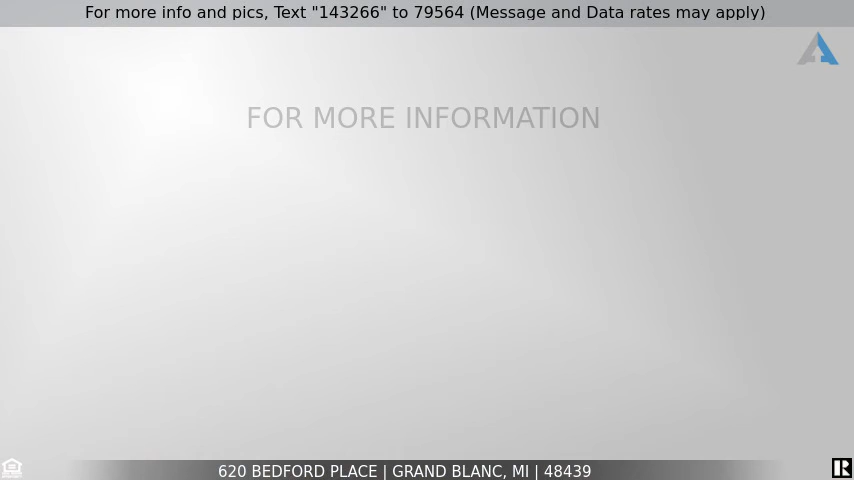 For more info and pics, Text "143266" to 79564 (Message and Data rates may apply)
FOR MORE INFORMATION
620 BEDFORD PLACE | GRAND BLANC, MI | 48439